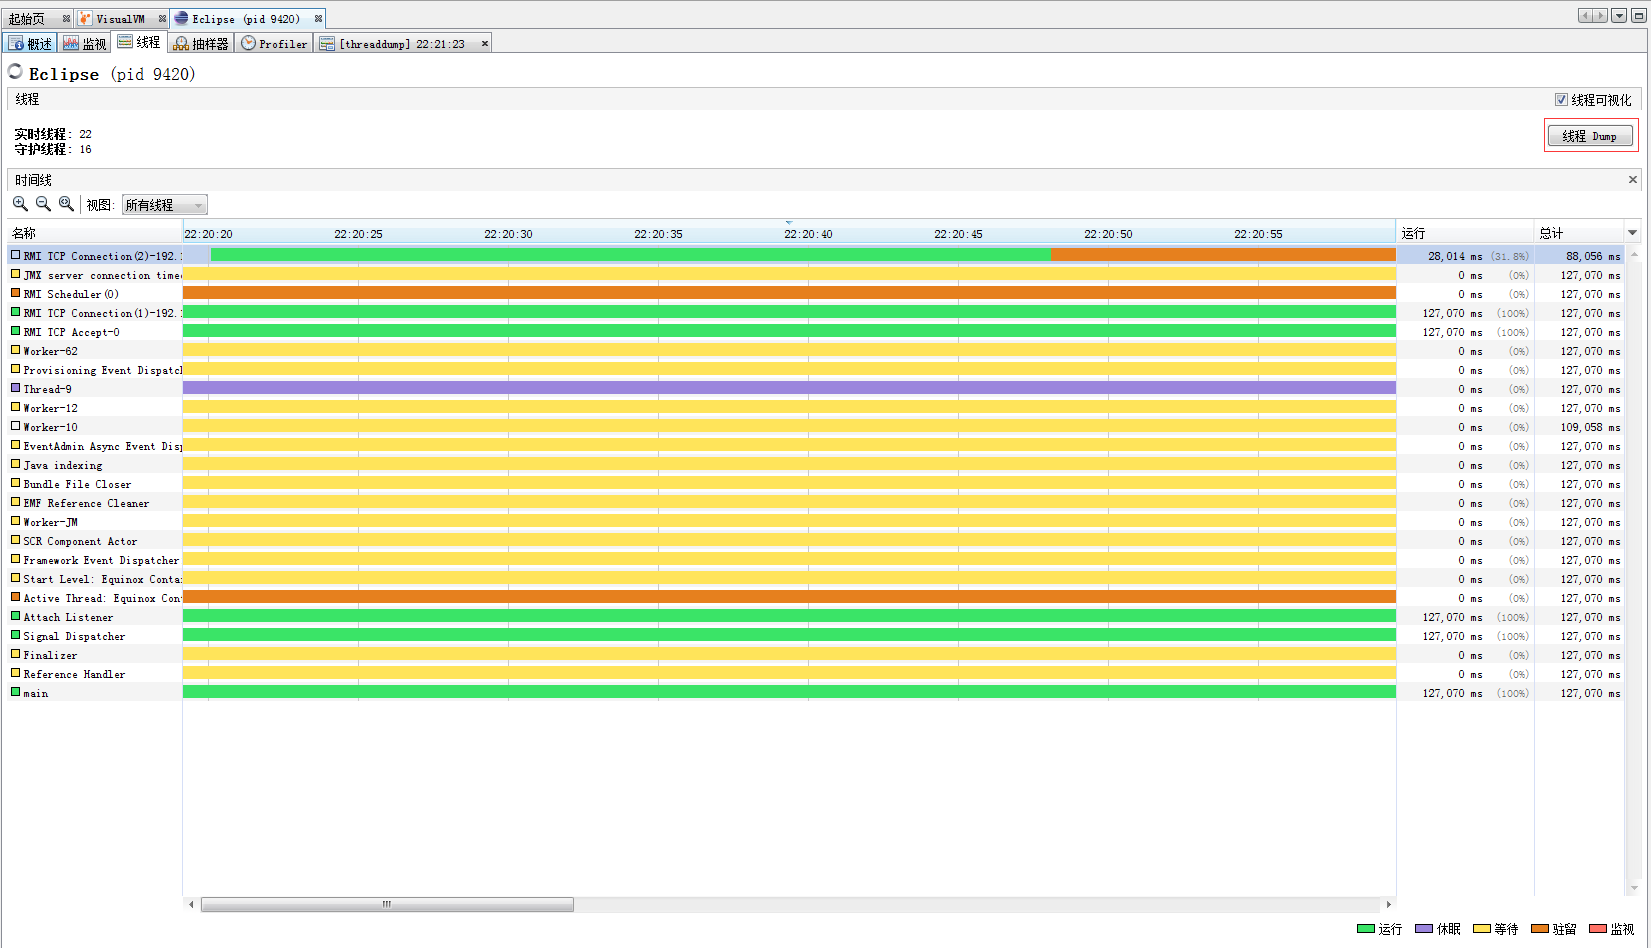 起始页 VisualVM Eclipse (pid 9420)
概述 监视 线程 抽样器 Profiler [threaddump] 22:21:23
Eclipse (pid 9420)
线程 线程可视化
实时线程: 22
守护线程: 16
线程 Dump
时间线
视图: 所有线程
名称 22:20:20 22:20:25 22:20:30 22:20:35 22:20:40 22:20:45 22:20:50 22:20:55 运行 总计
RMI TCP Connection(2)-192. 28,014 ms (31.8%) 88,056 ms
JMX server connection time 0 ms (0%) 127,070 ms
RMI Scheduler(0) 0 ms (0%) 127,070 ms
RMI TCP Connection(1)-192. 127,070 ms (100%) 127,070 ms
RMI TCP Accept-0 127,070 ms (100%) 127,070 ms
Worker-62 0 ms (0%) 127,070 ms
Provisioning Event Dispatch 0 ms (0%) 127,070 ms
Thread-9 0 ms (0%) 127,070 ms
Worker-12 0 ms (0%) 127,070 ms
Worker-10 0 ms (0%) 109,058 ms
EventAdmin Async Event Disp 0 ms (0%) 127,070 ms
Java indexing 0 ms (0%) 127,070 ms
Bundle File Closer 0 ms (0%) 127,070 ms
EMF Reference Cleaner 0 ms (0%) 127,070 ms
Worker-JM 0 ms (0%) 127,070 ms
SCR Component Actor 0 ms (0%) 127,070 ms
Framework Event Dispatcher 0 ms (0%) 127,070 ms
Start Level: Equinox Conta 0 ms (0%) 127,070 ms
Active Thread: Equinox Con 0 ms (0%) 127,070 ms
Attach Listener 127,070 ms (100%) 127,070 ms
Signal Dispatcher 127,070 ms (100%) 127,070 ms
Finalizer 0 ms (0%) 127,070 ms
Reference Handler 0 ms (0%) 127,070 ms
main 127,070 ms (100%) 127,070 ms
运行 休眠 等待 驻留 监视